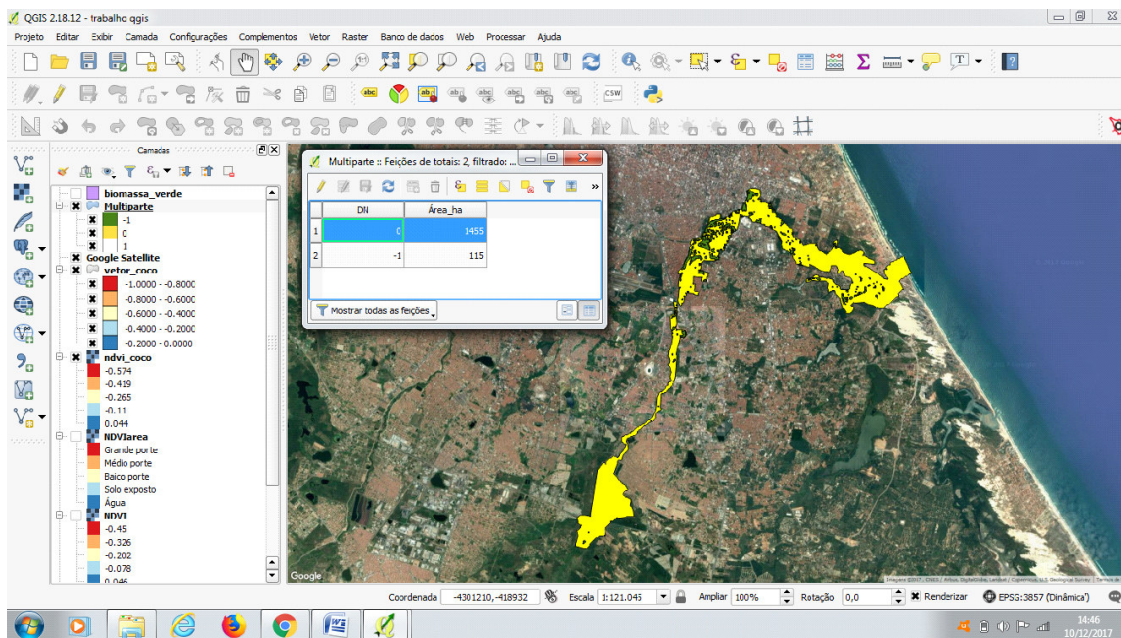 QGIS 2.18.12 - trabalhc qgis
Projeto Editar Exibir Camada Configurações Complementos Vetor Raster Banco de dados Web Processar Ajuda
abc
CSW
Camadas
biomassa_verde
Multiparte
-1
0
1
Google Satellite
vetor_coco
-1.0000 - -0.8000
-0.8000 - -0.6000
-0.6000 - -0.4000
-0.4000 - -0.2000
-0.2000 - 0.0000
ndvi_coco
-0.574
-0.419
-0.265
-0.11
0.044
NDVIarea
Grande porte
Médio porte
Baico porte
Solo exposto
Água
NDVI
-0.45
-0.326
-0.202
-0.078
0.046
Multiparte :: Feições de totais: 2, filtrado: ...
DN Área_ha
1 0 1455
2 -1 115
Mostrar todas as feições
Google
Coordenada -4301210,-418932 Escala 1:121.045 Ampliar 100% Rotação 0,0 Renderizar EPSG:3857 (Dinâmica')
14:46
10/12/2017